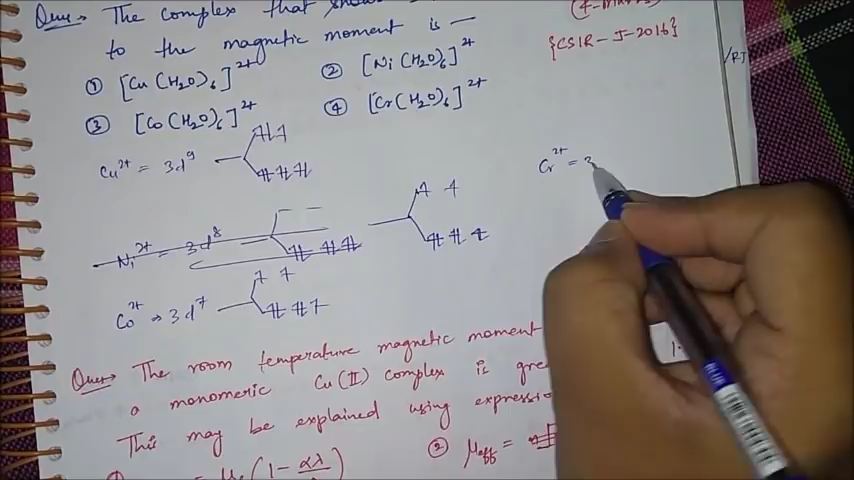 Ques→ The complex that shows
to the magnetic moment is —
{CSIR-J-2016}
① [Cu(H₂O)₆]²⁺ ② [Ni(H₂O)₆]²⁺
③ [Co(H₂O)₆]²⁺ ④ [Cr(H₂O)₆]²⁺
Cu²⁺ = 3d⁹
Cr²⁺ = 3
Ni²⁺ = 3d⁸
Co²⁺ → 3d⁷
Ques→ The room temperature magnetic moment
a monomeric Cu(II) complex is
This may be explained using
② μeff =
(1 - αλ